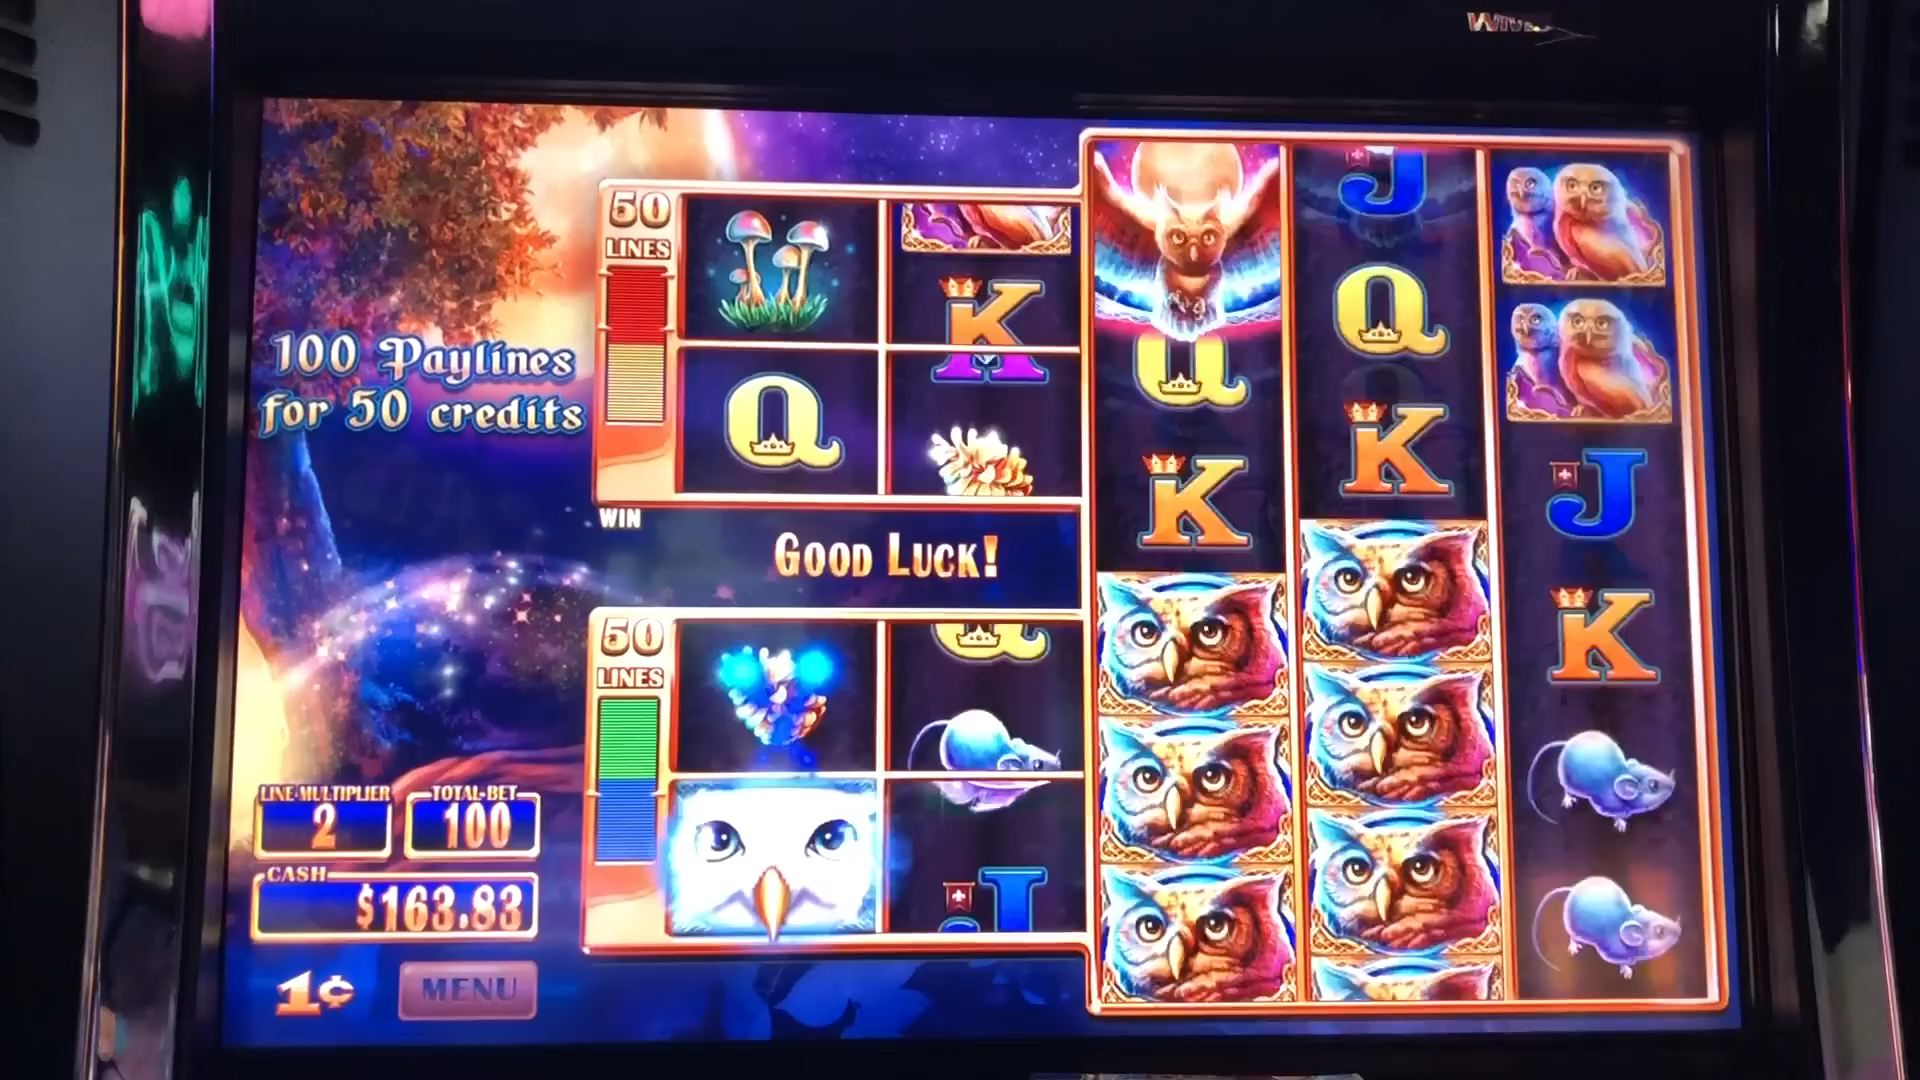 50
LINES
K
J
Q
100 Paylines
for 50 credits
Q
Q
K
K
J
WIN
GOOD LUCK!
50
LINES
Q
K
LINE MULTIPLIER
2
TOTAL BET
100
CASH
$163.83
J
1¢
MENU